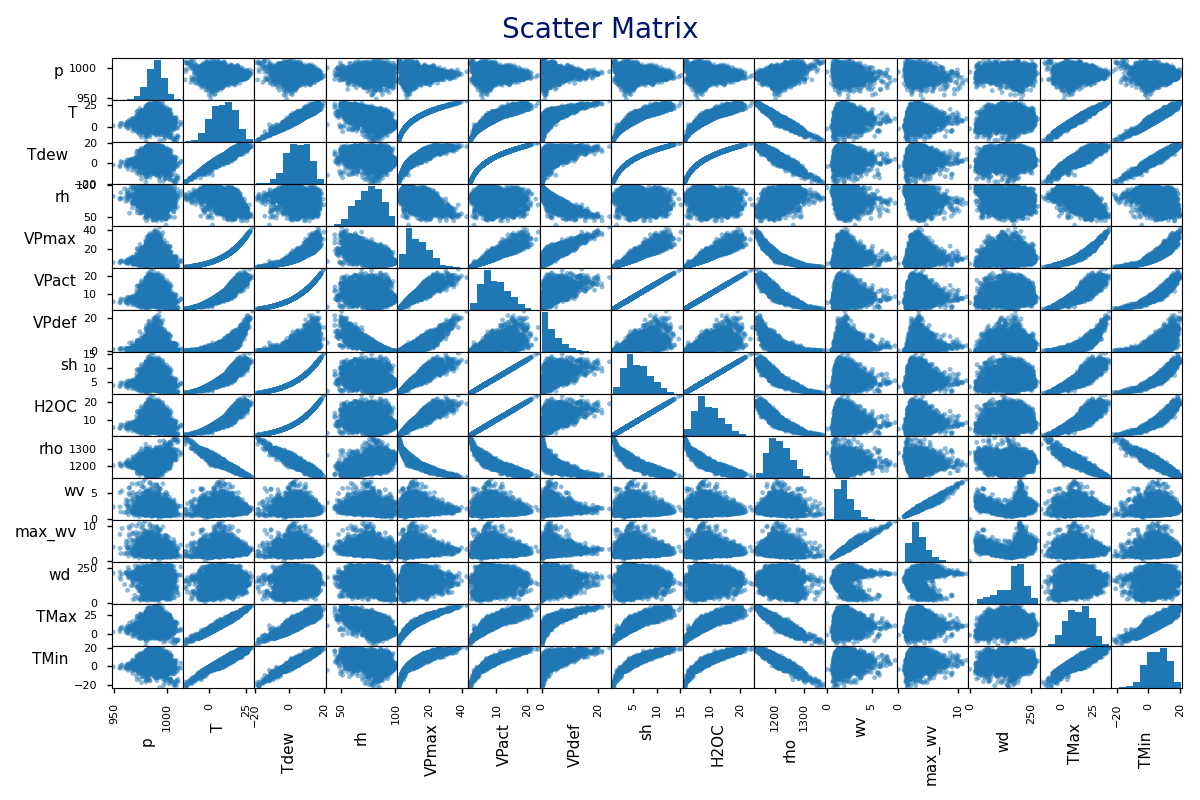 Scatter Matrix
p 1000
950
T 25
0
Tdew 20
0
−20
rh 100
50
VPmax 40
20
VPact 20
10
VPdef 20
0
sh 15
10
5
H2OC 20
10
rho 1300
1200
wv 5
0
max_wv 10
0
wd 250
0
TMax 25
0
TMin 20
0
−20
950 1000 0 25 −20 0 20 50 100 20 40 10 20 0 20 5 10 15 10 20 1200 1300 0 5 0 10 0 250 0 25 −20 0 20
p T Tdew rh VPmax VPact VPdef sh H2OC rho wv max_wv wd TMax TMin